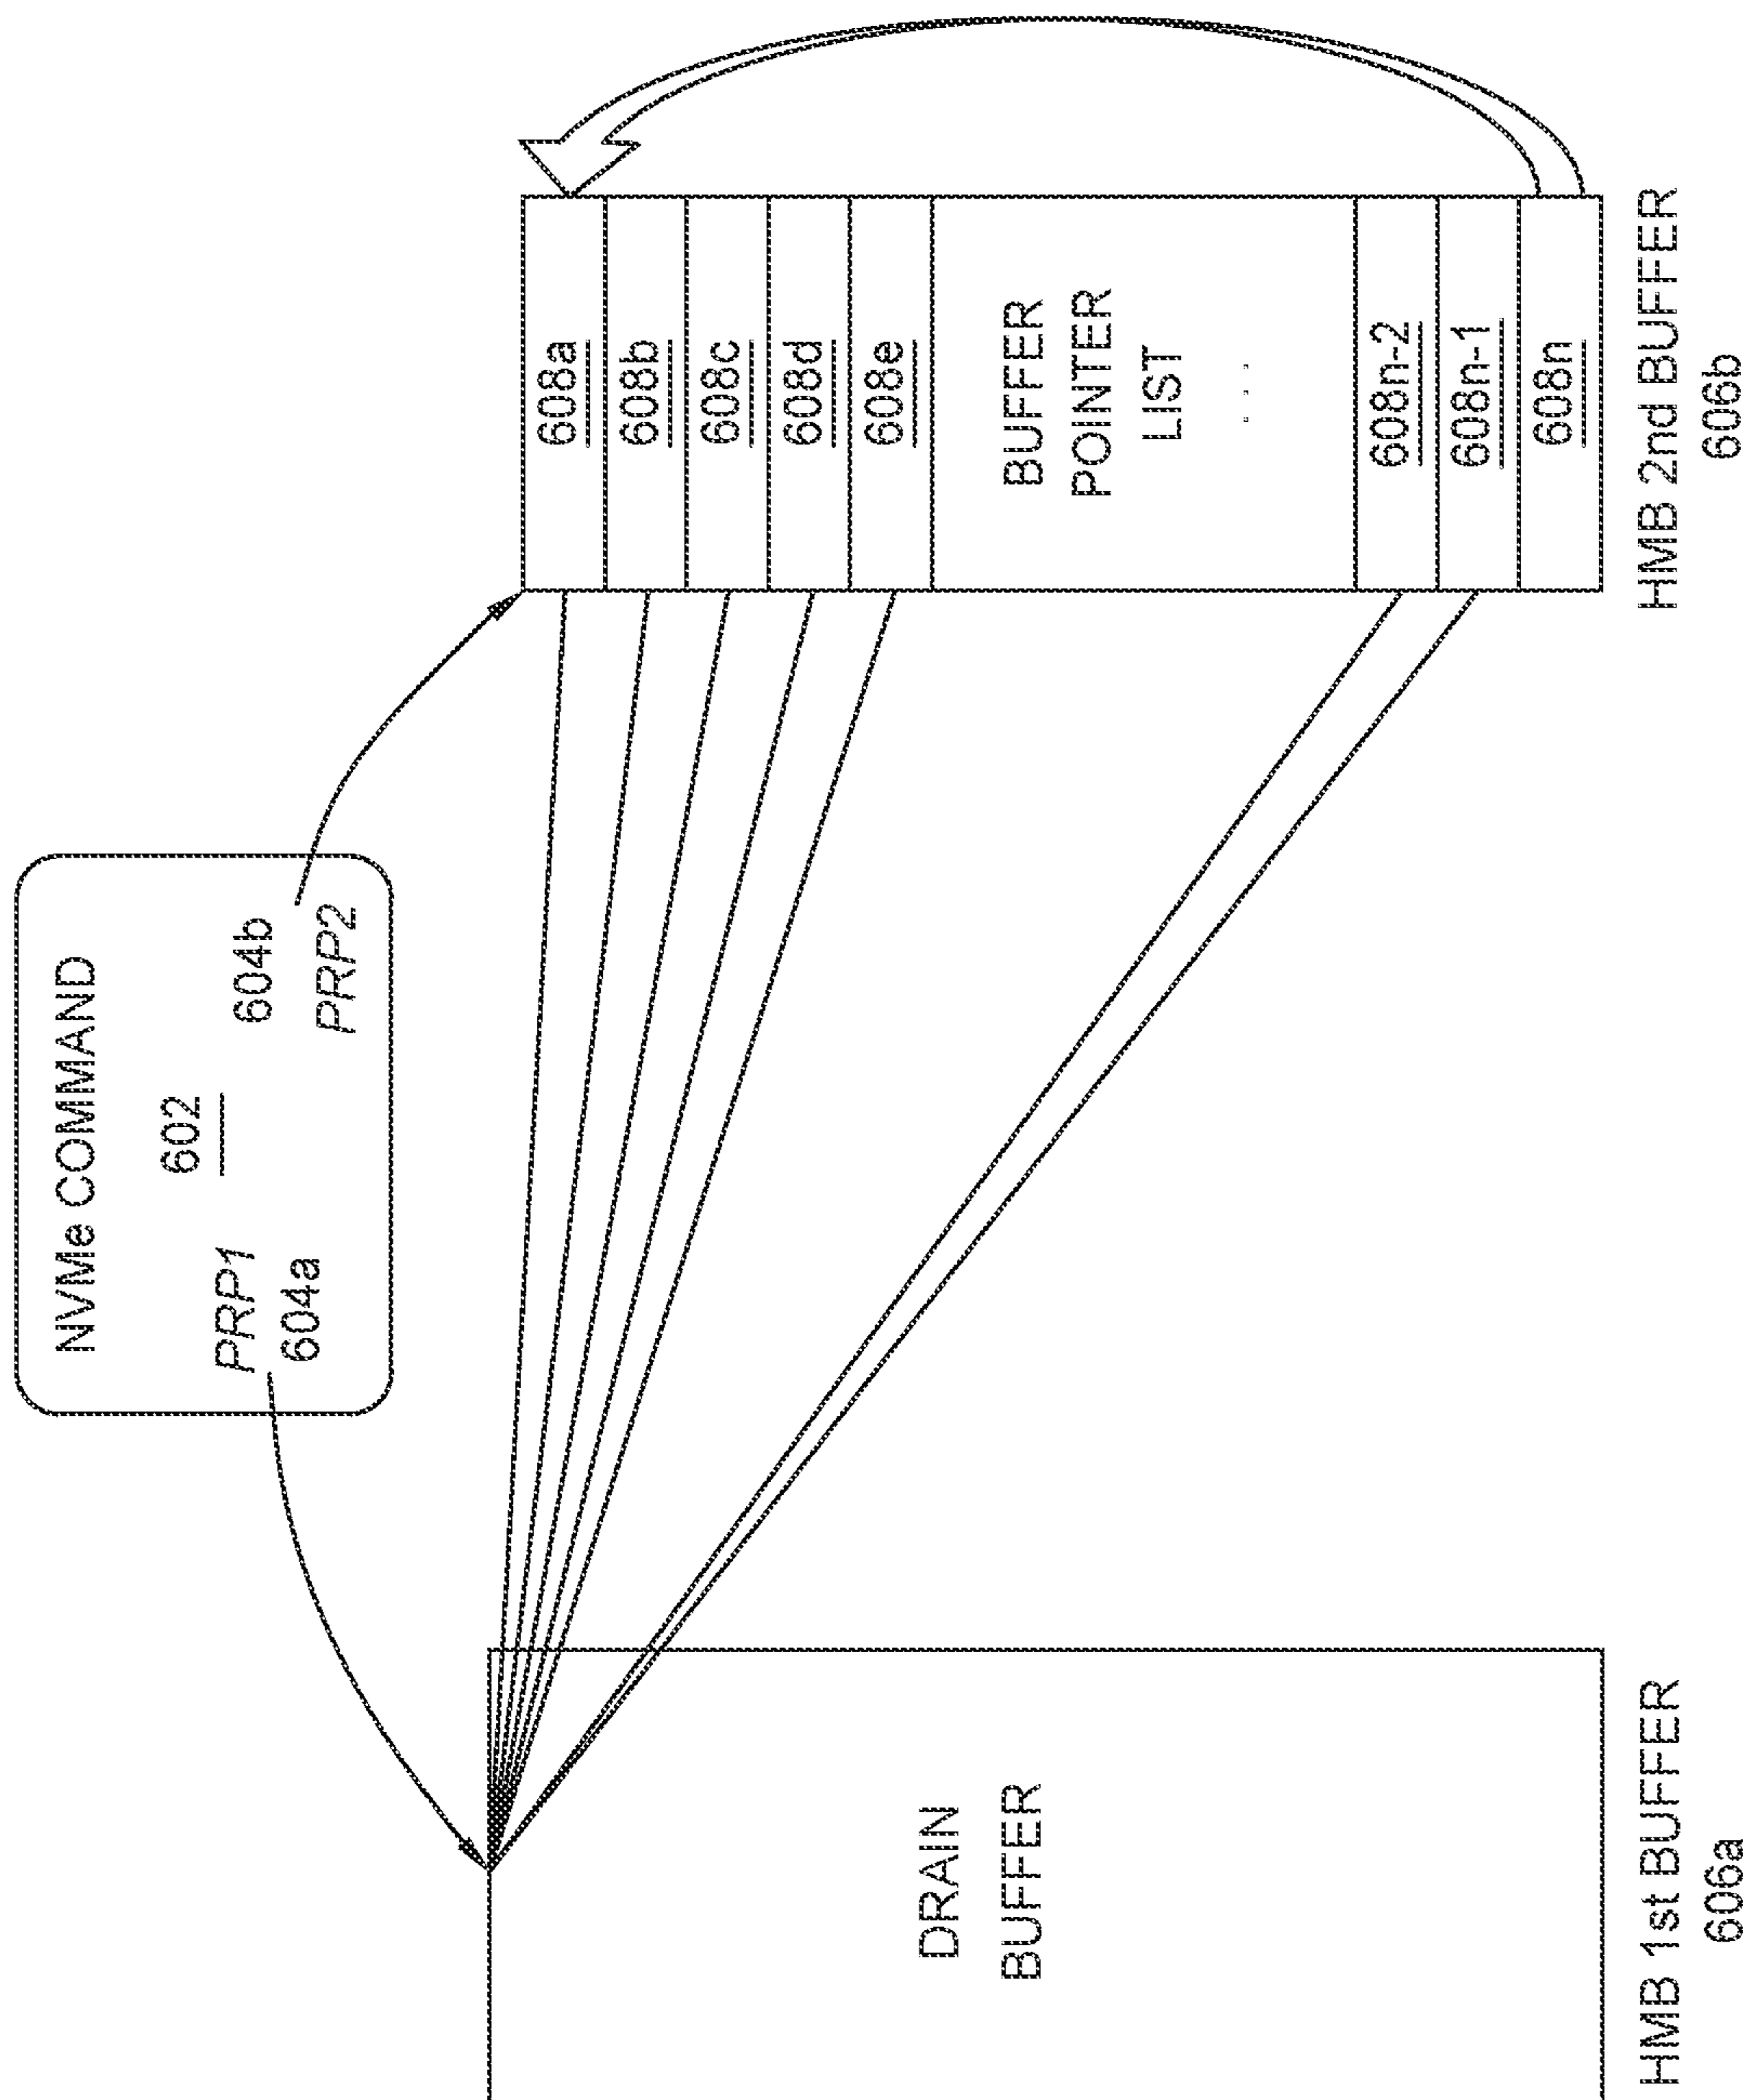 NVMe COMMAND
602
PRP1
604a
604b
PRP2
DRAIN
BUFFER
HMB 1st BUFFER
606a
608a
608b
608c
608d
608e
BUFFER
POINTER
LIST
. . .
608n-2
608n-1
608n
HMB 2nd BUFFER
606b